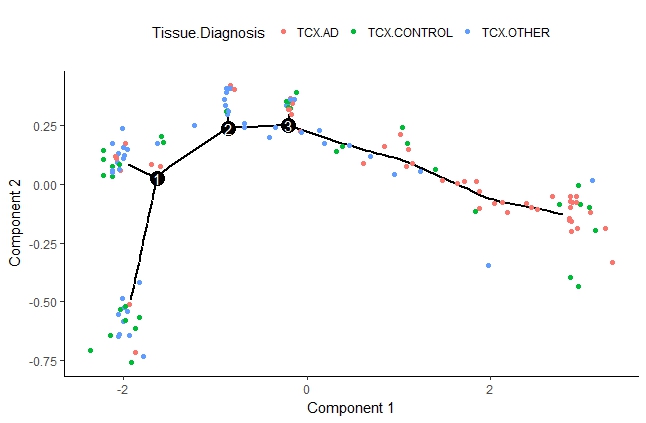 Tissue.Diagnosis TCX.AD TCX.CONTROL TCX.OTHER
0.25
0.00
-0.25
-0.50
-0.75
Component 2
1
2
3
-2 0 2
Component 1